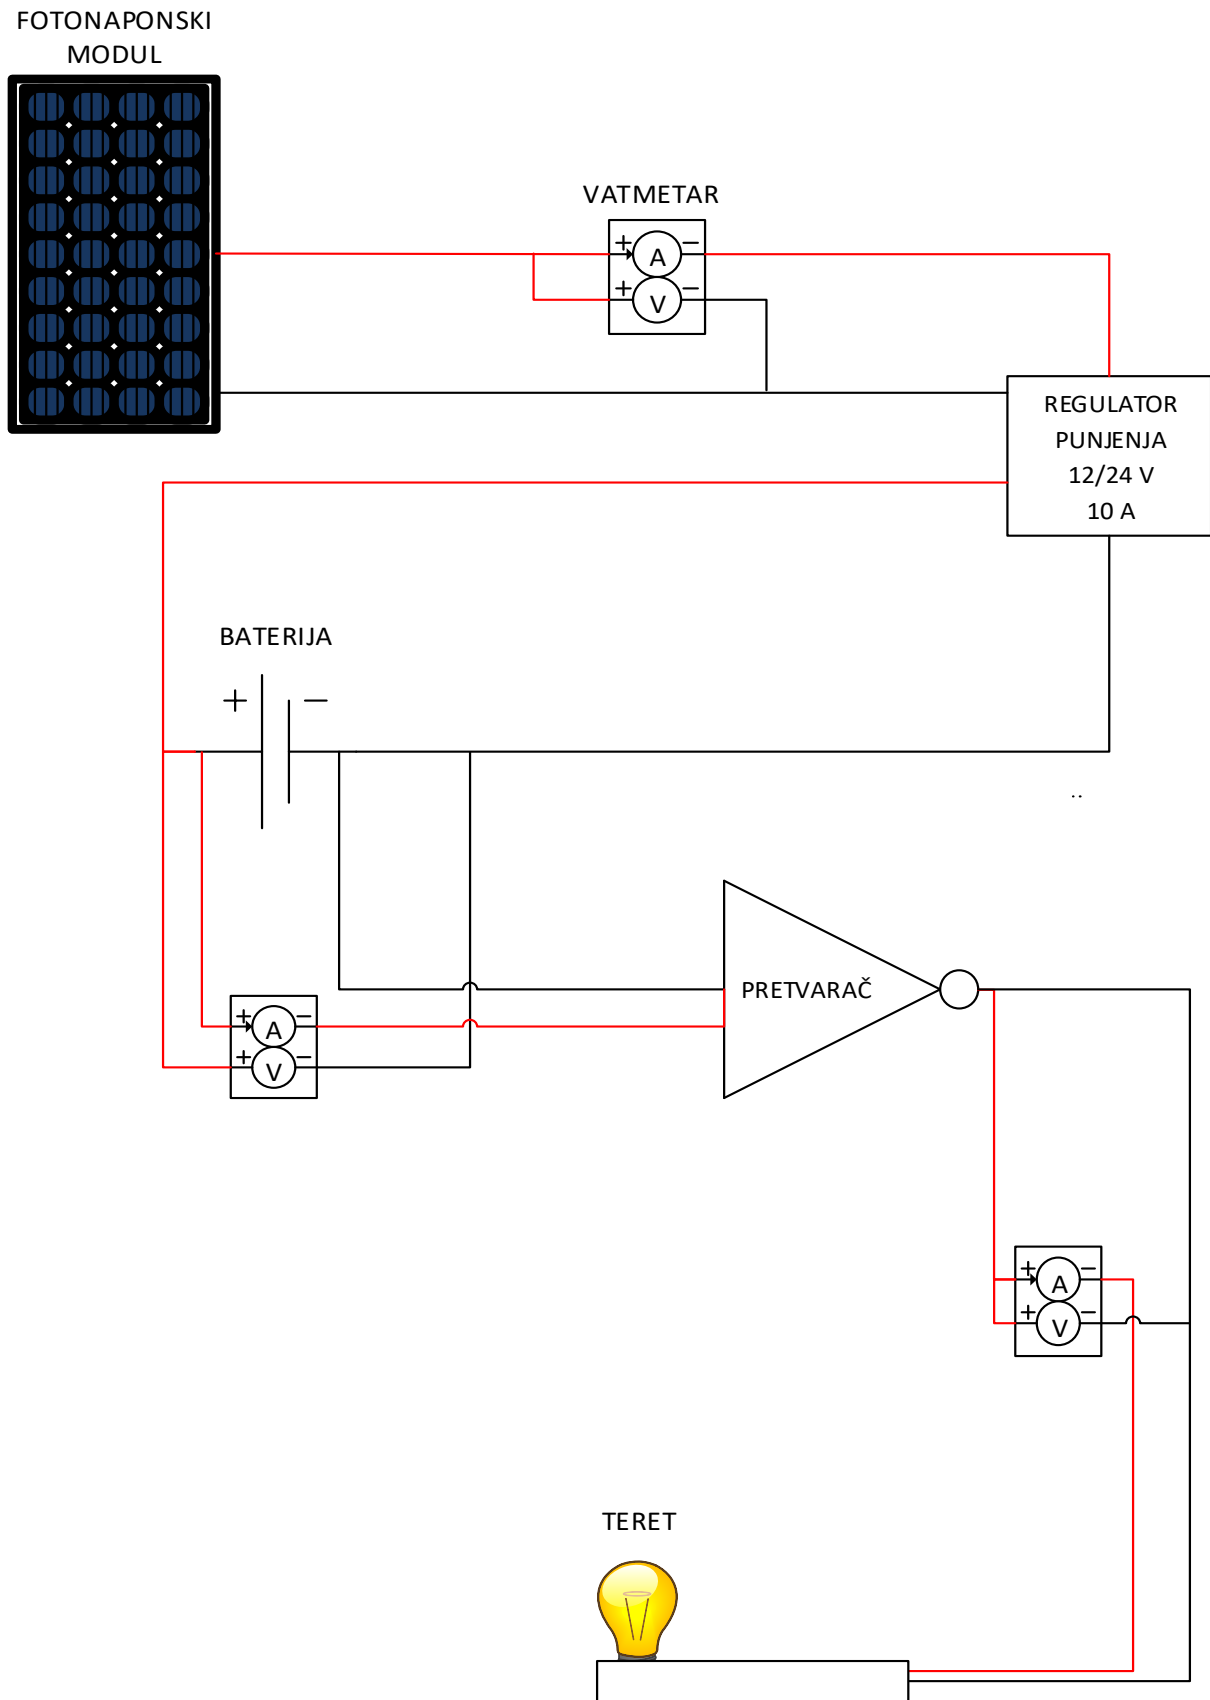 FOTONAPONSKI
MODUL
VATMETAR
+ A −
+ V −
REGULATOR
PUNJENJA
12/24 V
10 A
BATERIJA
+ −
..
PRETVARAČ
+ A −
+ V −
+ A −
+ V −
TERET